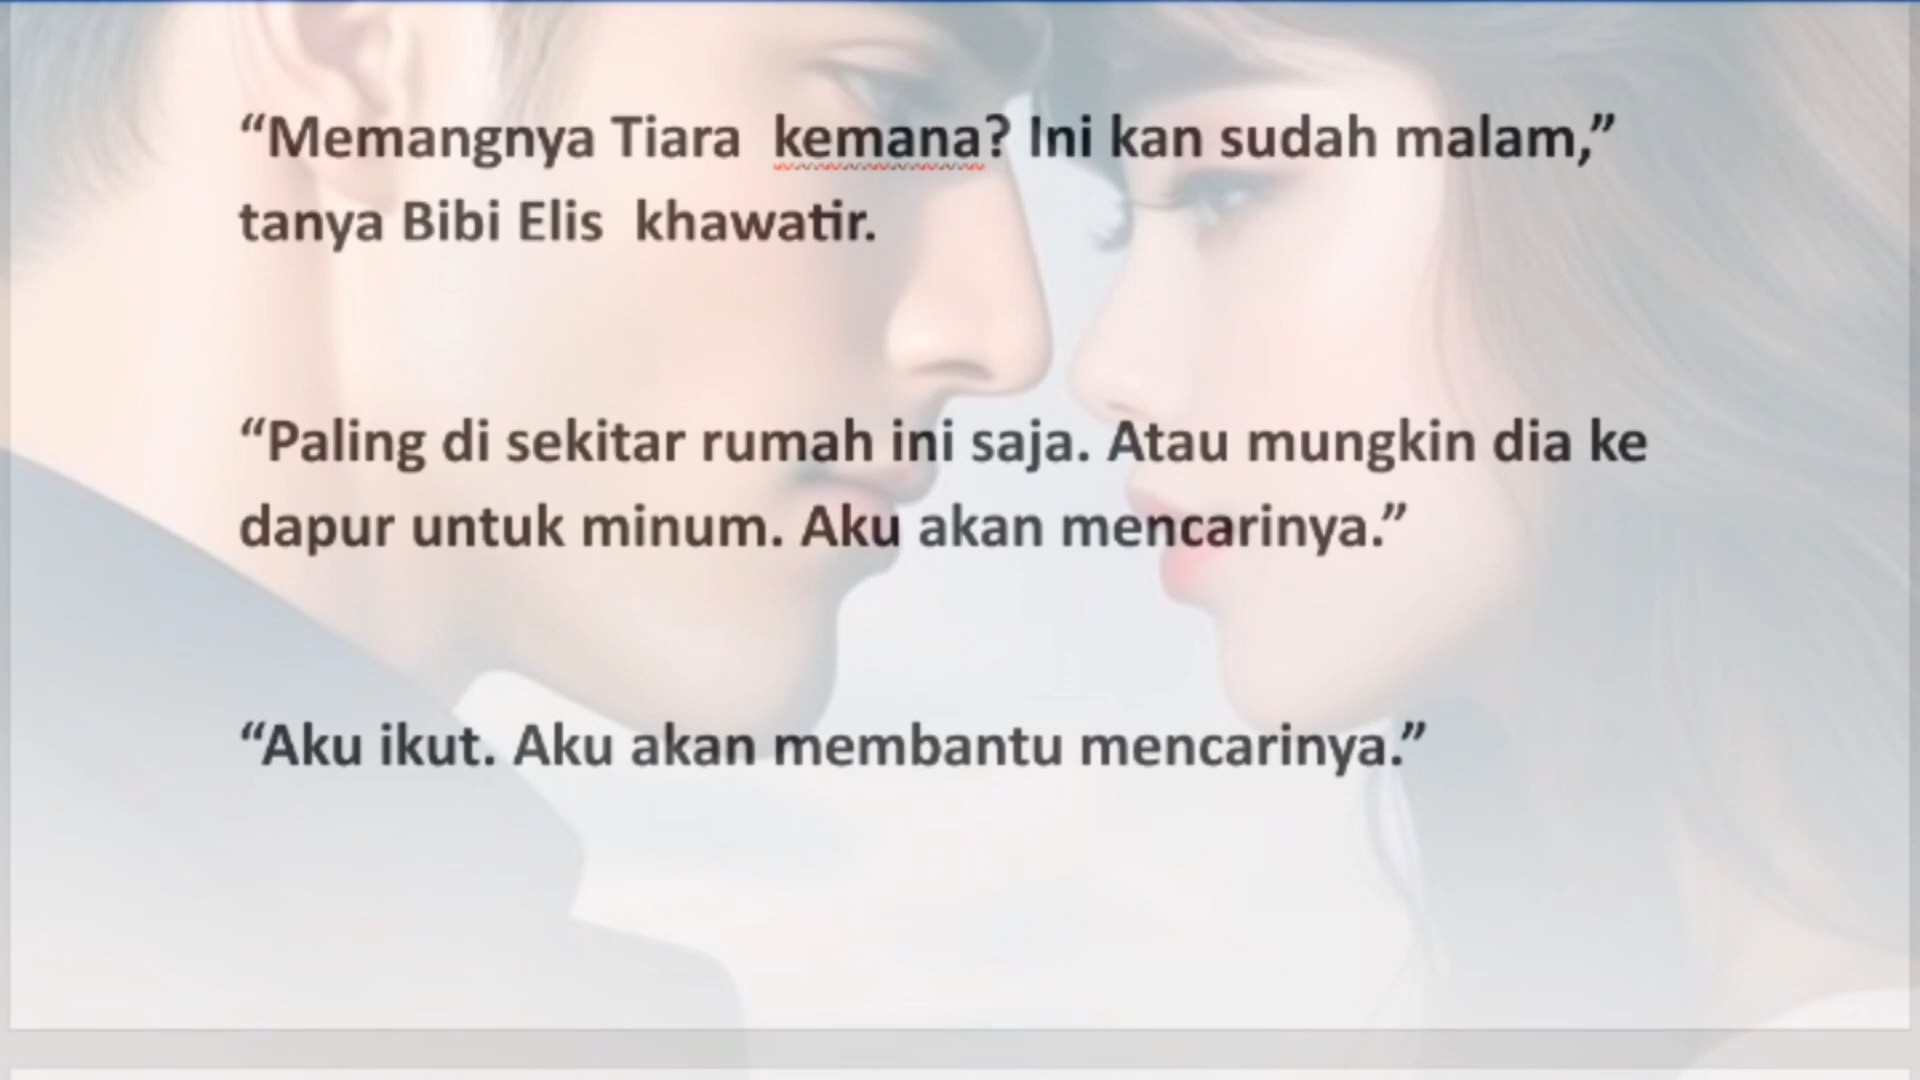 “Memangnya Tiara  kemana? Ini kan sudah malam,”
tanya Bibi Elis  khawatir.
“Paling di sekitar rumah ini saja. Atau mungkin dia ke
dapur untuk minum. Aku akan mencarinya.”
“Aku ikut. Aku akan membantu mencarinya.”